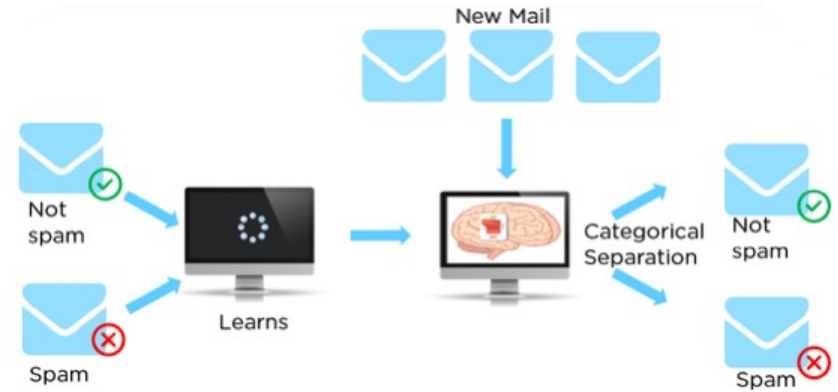 New Mail
Not
spam
Spam
Learns
Categorical
Separation
Not
spam
Spam